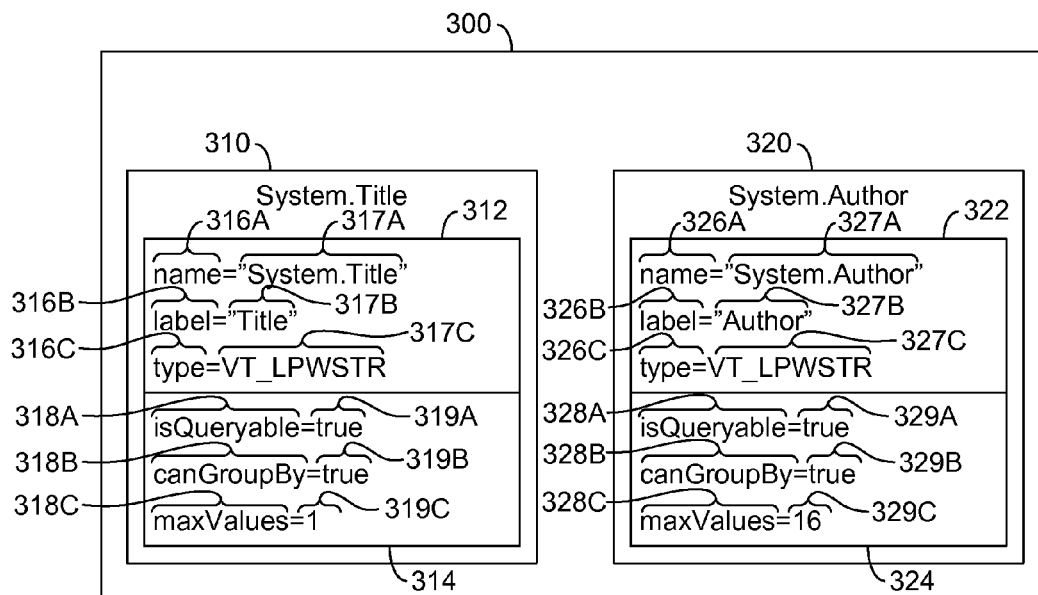 300
310
320
System.Title
System.Author
316A
317A
312
326A
327A
322
name="System.Title"
name="System.Author"
316B
317B
326B
327B
label="Title"
label="Author"
316C
317C
326C
327C
type=VT_LPWSTR
type=VT_LPWSTR
318A
319A
328A
329A
isQueryable=true
isQueryable=true
318B
319B
328B
329B
canGroupBy=true
canGroupBy=true
318C
319C
328C
329C
maxValues=1
maxValues=16
314
324